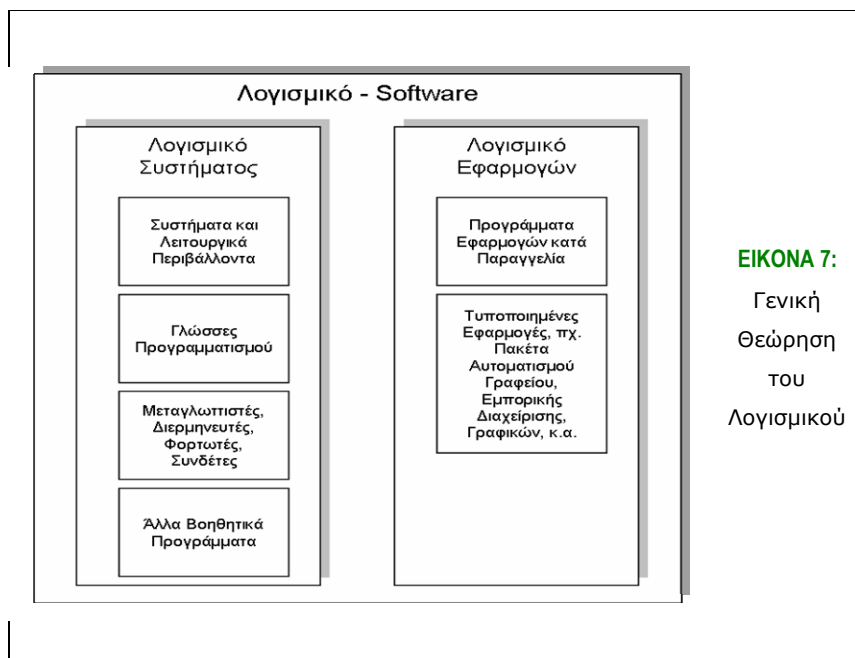 Λογισμικό - Software
Λογισμικό
Συστήματος
Συστήματα και
Λειτουργικά
Περιβάλλοντα
Γλώσσες
Προγραμματισμού
Μεταγλωττιστές,
Διερμηνευτές,
Φορτωτές,
Συνδέτες
Άλλα Βοηθητικά
Προγράμματα
Λογισμικό
Εφαρμογών
Προγράμματα
Εφαρμογών κατά
Παραγγελία
Τυποποιημένες
Εφαρμογές, πχ.
Πακέτα
Αυτοματισμού
Γραφείου,
Εμπορικής
Διαχείρισης,
Γραφικών, κ.α.
ΕΙΚΟΝΑ 7:
Γενική
Θεώρηση
του
Λογισμικού